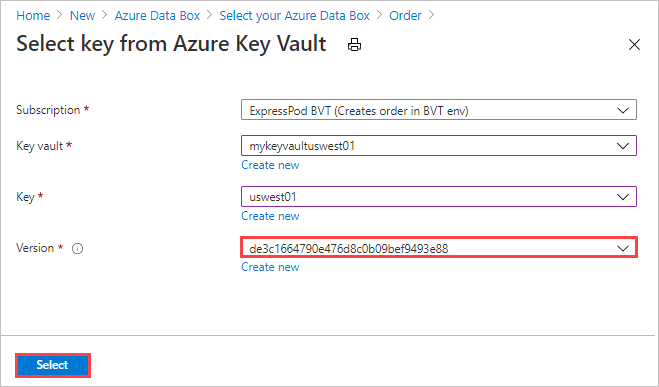 Home > New > Azure Data Box > Select your Azure Data Box > Order >
Select key from Azure Key Vault
Subscription * ExpressPod BVT (Creates order in BVT env)
Key vault * mykeyvaultuswest01
Create new
Key * uswest01
Create new
Version * de3c1664790e476d8c0b09bef9493e88
Create new
Select